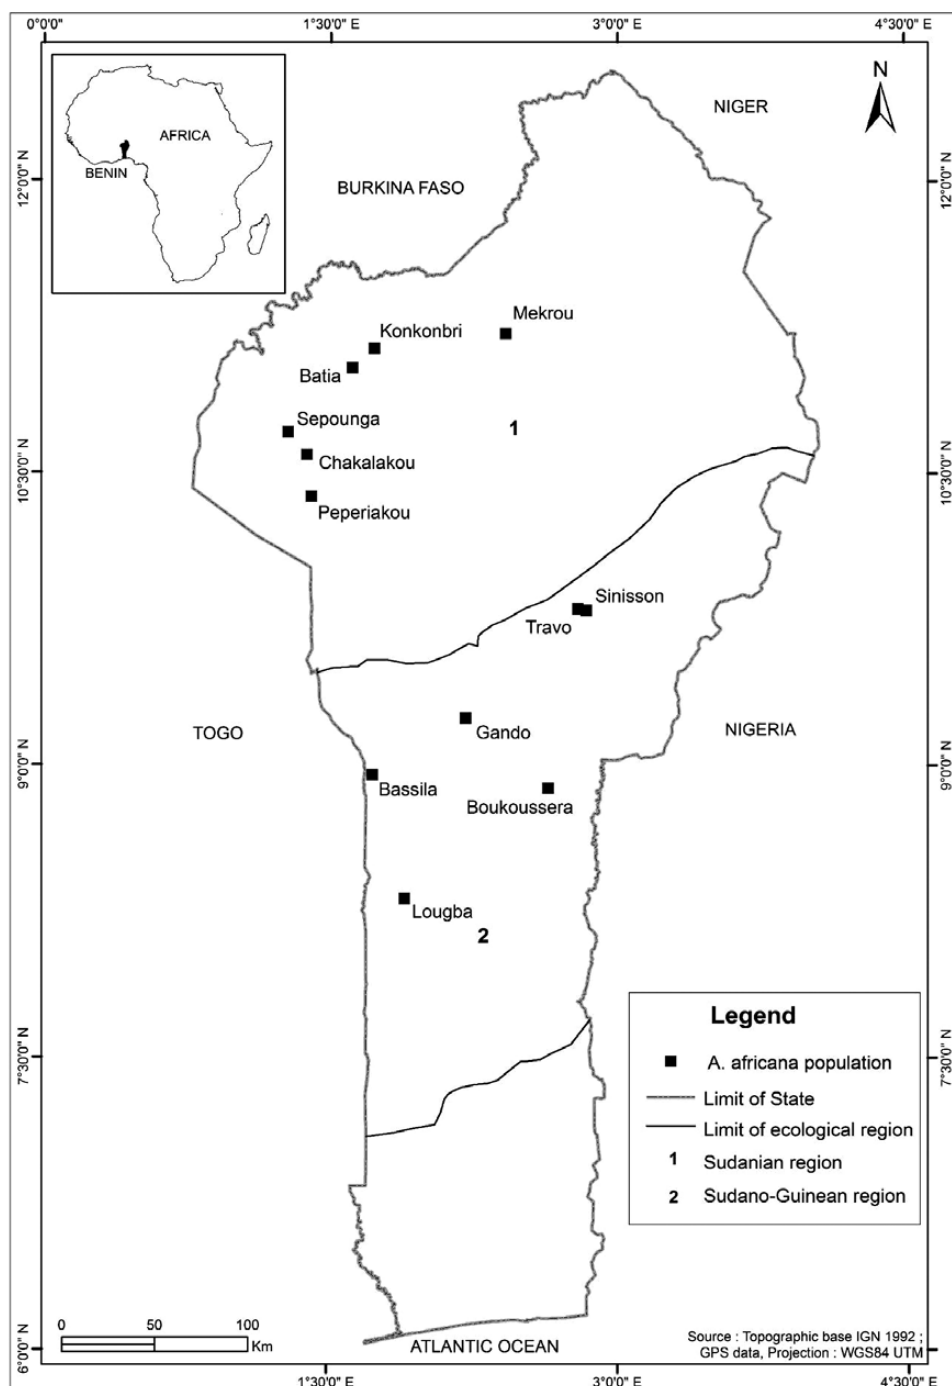 0°0'0" 1°30'0" E 3°0'0" E 4°30'0" E
N
NIGER
AFRICA
BENIN
12°0'0" N
12°0'0" N
BURKINA FASO
Mekrou
Konkonbri
Batia
Sepounga
1
Chakalakou
10°30'0" N
10°30'0" N
Peperiakou
Sinisson
Travo
TOGO
Gando
NIGERIA
9°0'0" N
9°0'0" N
Bassila
Boukoussera
Lougba
2
Legend
A. africana population
Limit of State
Limit of ecological region
1 Sudanian region
2 Sudano-Guinean region
7°30'0" N
7°30'0" N
0 50 100
Km
ATLANTIC OCEAN
Source : Topographic base IGN 1992 ;
GPS data, Projection : WGS84 UTM
6°0'0" N
1°30'0" E 3°0'0" E 4°30'0" E